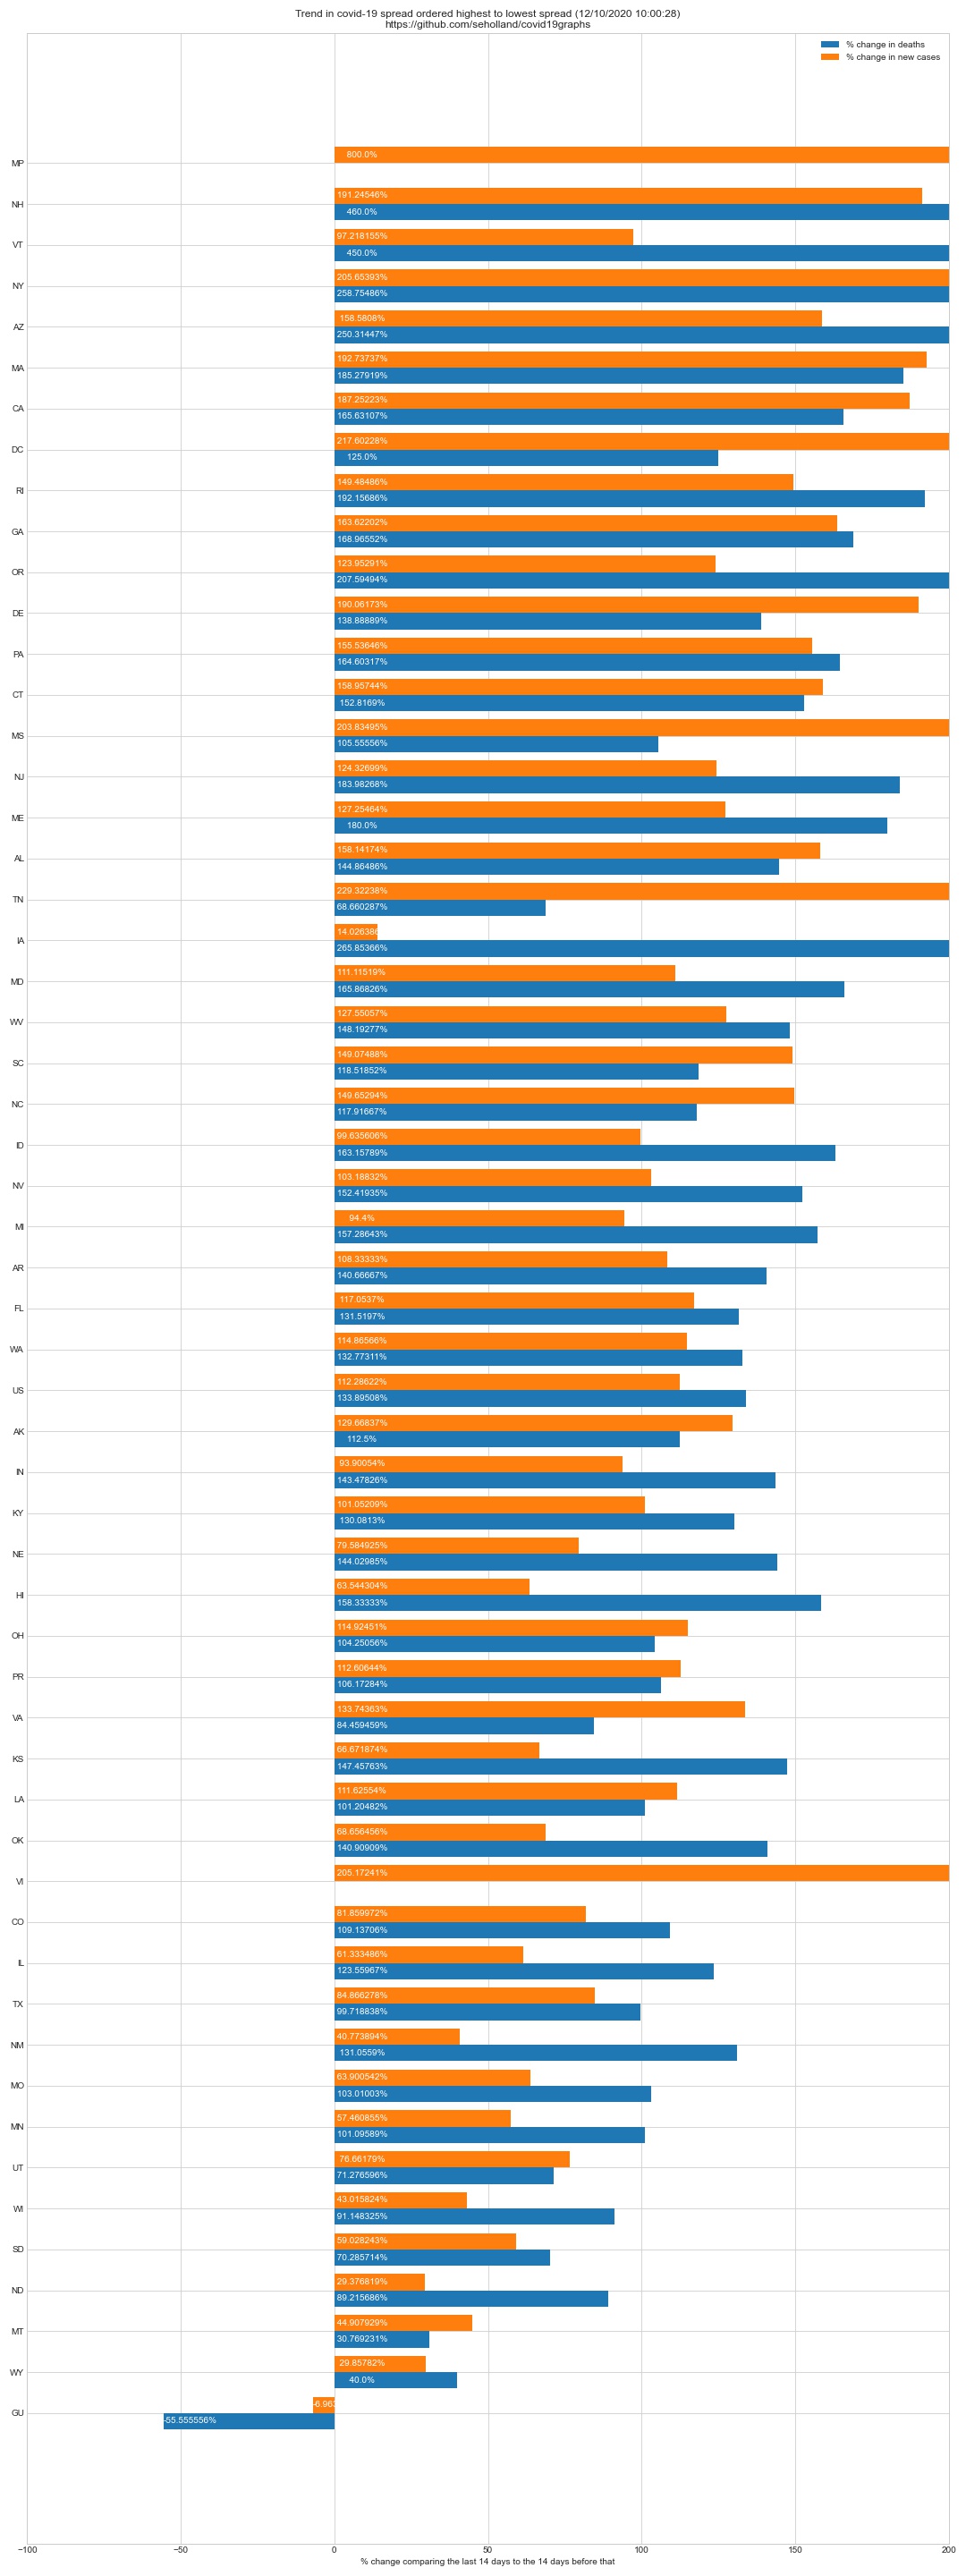 Trend in covid-19 spread ordered highest to lowest spread (12/10/2020 10:00:28)
https://github.com/seholland/covid19graphs
% change in deaths
% change in new cases
800.0%
MP
191.24546%
NH
460.0%
97.218155%
VT
450.0%
205.65393%
NY
258.75486%
158.5808%
AZ
250.31447%
192.73737%
MA
185.27919%
187.25223%
CA
165.63107%
217.60228%
DC
125.0%
149.48486%
RI
192.15686%
163.62202%
GA
168.96552%
123.95291%
OR
207.59494%
190.06173%
DE
138.88889%
155.53646%
PA
164.60317%
158.95744%
CT
152.8169%
203.83495%
MS
105.55556%
124.32699%
NJ
183.98268%
127.25464%
ME
180.0%
158.14174%
AL
144.86486%
229.32238%
TN
68.660287%
14.026386
IA
265.85366%
111.11519%
MD
165.86826%
127.55057%
WV
148.19277%
149.07488%
SC
118.51852%
149.65294%
NC
117.91667%
99.635606%
ID
163.15789%
103.18832%
NV
152.41935%
94.4%
MI
157.28643%
108.33333%
AR
140.66667%
117.0537%
FL
131.5197%
114.86566%
WA
132.77311%
112.28622%
US
133.89508%
129.66837%
AK
112.5%
93.90054%
IN
143.47826%
101.05209%
KY
130.0813%
79.584925%
NE
144.02985%
63.544304%
HI
158.33333%
114.92451%
OH
104.25056%
112.60644%
PR
106.17284%
133.74363%
VA
84.459459%
66.671874%
KS
147.45763%
111.62554%
LA
101.20482%
68.656456%
OK
140.90909%
205.17241%
VI
81.859972%
CO
109.13706%
61.333486%
IL
123.55967%
84.866278%
TX
99.718838%
40.773894%
NM
131.0559%
63.900542%
MO
103.01003%
57.460855%
MN
101.09589%
76.66179%
UT
71.276596%
43.015824%
WI
91.148325%
59.028243%
SD
70.285714%
29.376819%
ND
89.215686%
44.907929%
MT
30.769231%
29.85782%
WY
40.0%
-6.963
GU
-55.555556%
−100 −50 0 50 100 150 200
% change comparing the last 14 days to the 14 days before that